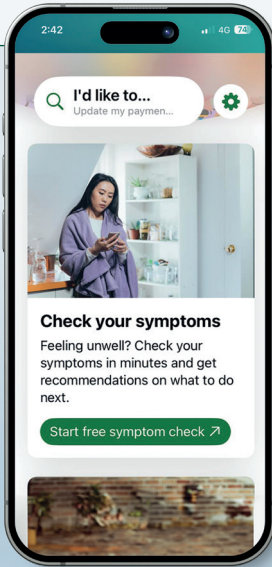 2:42 4G 74
I'd like to...
Update my paymen...
Check your symptoms
Feeling unwell? Check your
symptoms in minutes and get
recommendations on what to do
next.
Start free symptom check